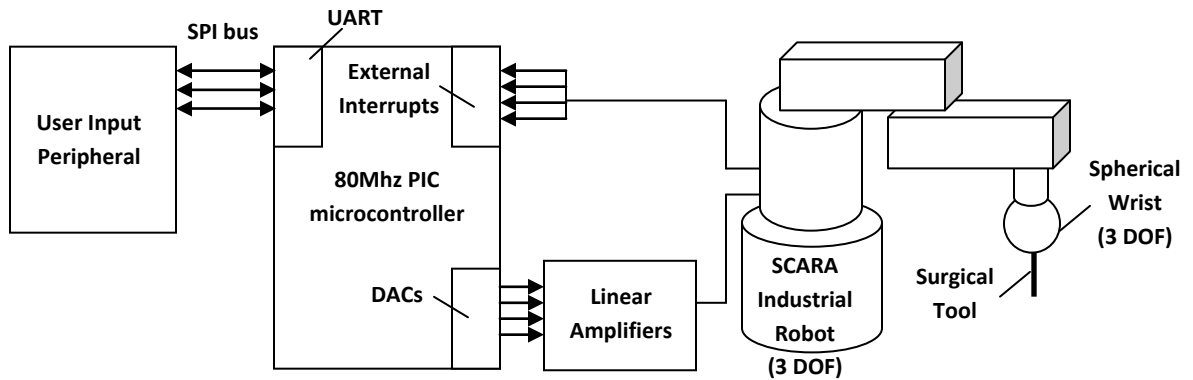 SPI bus
UART
User Input
Peripheral
External
Interrupts
80Mhz PIC
microcontroller
DACs
Linear
Amplifiers
SCARA
Industrial
Robot
(3 DOF)
Spherical
Wrist
(3 DOF)
Surgical
Tool